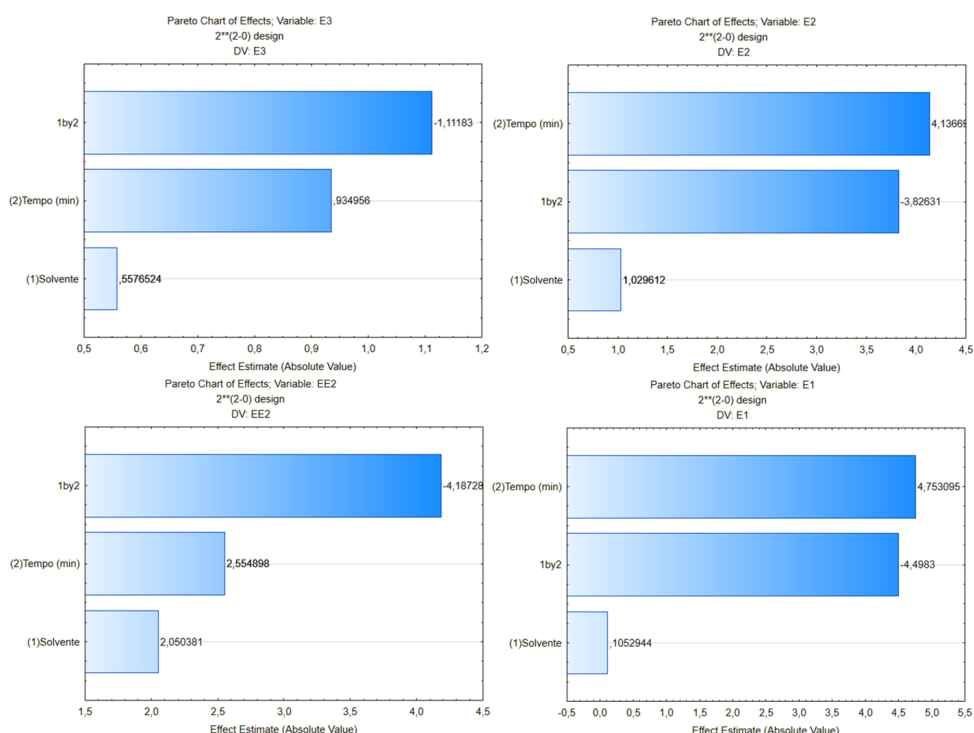 Pareto Chart of Effects; Variable: E3
2**(2-0) design
DV: E3
1by2
-1,11183
(2)Tempo (min)
,934956
(1)Solvente
,5576524
0,5 0,6 0,7 0,8 0,9 1,0 1,1 1,2
Effect Estimate (Absolute Value)
Pareto Chart of Effects; Variable: E2
2**(2-0) design
DV: E2
(2)Tempo (min)
4,13669
1by2
-3,82631
(1)Solvente
1,029612
0,5 1,0 1,5 2,0 2,5 3,0 3,5 4,0 4,5
Effect Estimate (Absolute Value)
Pareto Chart of Effects; Variable: EE2
2**(2-0) design
DV: EE2
1by2
-4,18728
(2)Tempo (min)
2,554898
(1)Solvente
2,050381
1,5 2,0 2,5 3,0 3,5 4,0 4,5
Effect Estimate (Absolute Value)
Pareto Chart of Effects; Variable: E1
2**(2-0) design
DV: E1
(2)Tempo (min)
4,753095
1by2
-4,4983
(1)Solvente
,1052944
-0,5 0,0 0,5 1,0 1,5 2,0 2,5 3,0 3,5 4,0 4,5 5,0 5,5
Effect Estimate (Absolute Value)